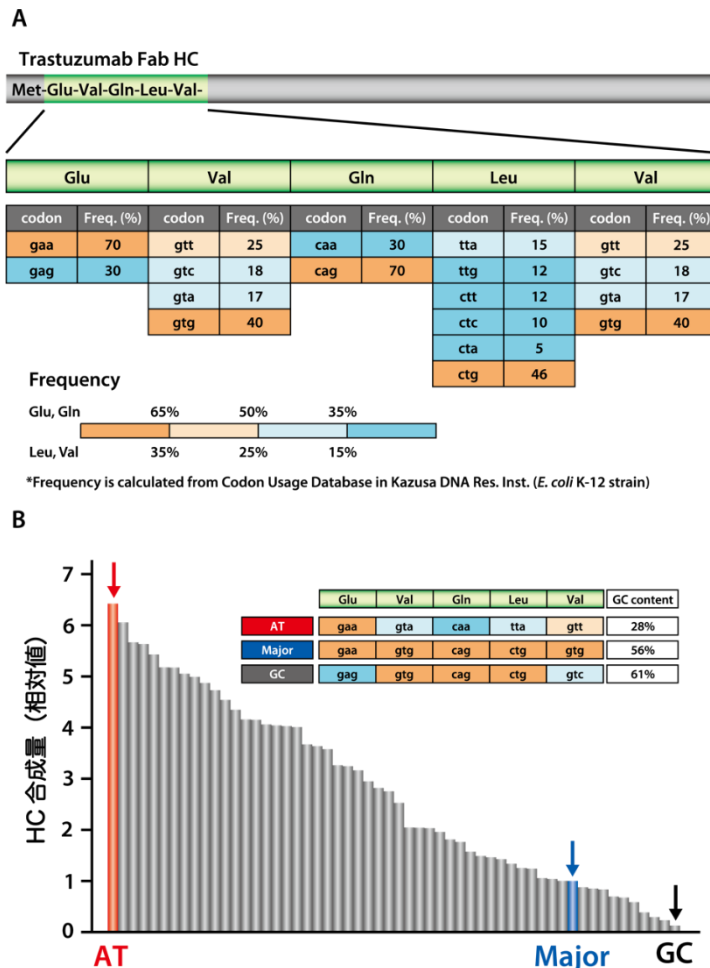 A
Trastuzumab Fab HC
Met-Glu-Val-Gln-Leu-Val-
Glu Val Gln Leu Val
codon Freq. (%) codon Freq. (%) codon Freq. (%) codon Freq. (%) codon Freq. (%)
gaa 70 gtt 25 caa 30 tta 15 gtt 25
gag 30 gtc 18 cag 70 ttg 12 gtc 18
gta 17 ctt 12 gta 17
gtg 40 ctc 10 gtg 40
cta 5
ctg 46
Frequency
Glu, Gln 65% 50% 35%
Leu, Val 35% 25% 15%
*Frequency is calculated from Codon Usage Database in Kazusa DNA Res. Inst. (E. coli K-12 strain)
B
HC 合成量 (相対値)
7
6
5
4
3
2
1
0
Glu Val Gln Leu Val GC content
AT gaa gta caa tta gtt 28%
Major gaa gtg cag ctg gtg 56%
GC gag gtg cag ctg gtc 61%
AT Major GC